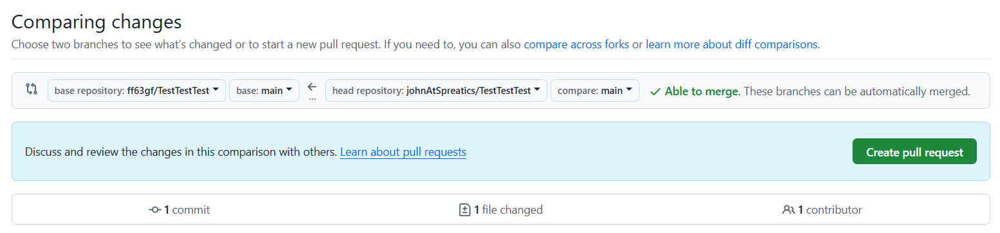 Comparing changes
Choose two branches to see what’s changed or to start a new pull request. If you need to, you can also compare across forks or learn more about diff comparisons.
base repository: ff63gf/TestTestTest base: main ... head repository: johnAtSpreatics/TestTestTest compare: main Able to merge. These branches can be automatically merged.
Discuss and review the changes in this comparison with others. Learn about pull requests Create pull request
1 commit 1 file changed 1 contributor